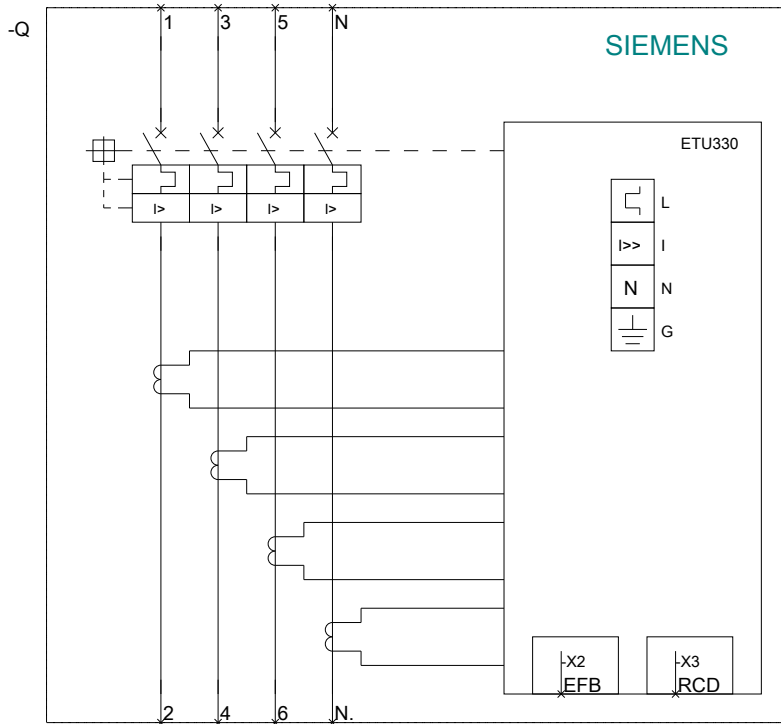 -Q
1 3 5 N
SIEMENS
ETU330
L
I> I> I> I>
I>> I
N N
G
-X2 -X3
EFB RCD
2 4 6 N.